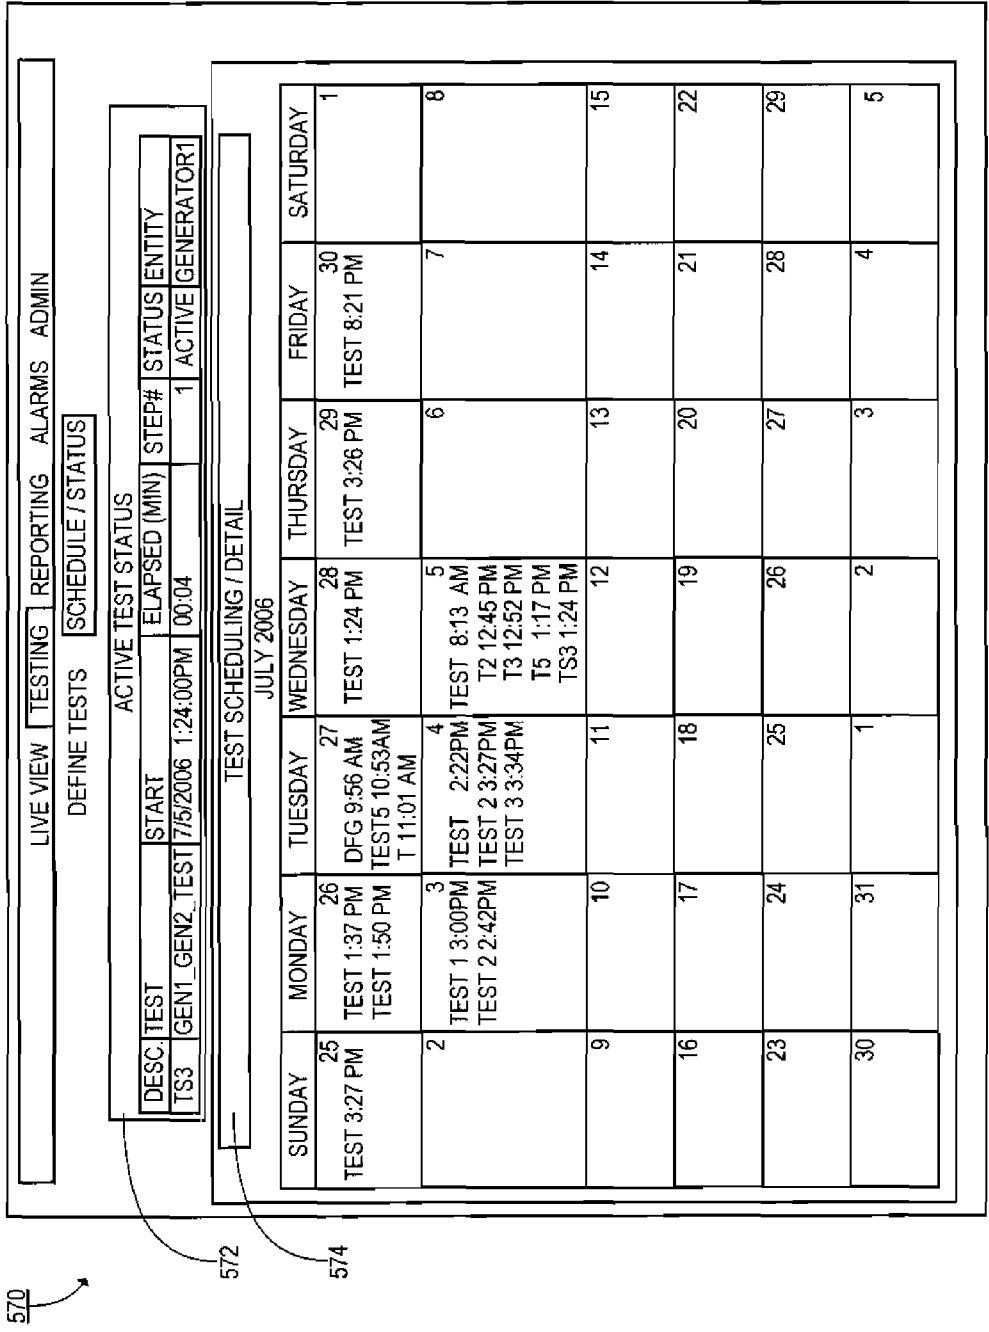 570
572
574
LIVE VIEW TESTING REPORTING ALARMS ADMIN
DEFINE TESTS SCHEDULE / STATUS
ACTIVE TEST STATUS
DESC. TEST START ELAPSED (MIN) STEP# STATUS ENTITY
TS3 GEN1_GEN2_TEST 7/5/2006 1:24:00PM 00:04 1 ACTIVE GENERATOR1
TEST SCHEDULING / DETAIL
JULY 2006
SUNDAY MONDAY TUESDAY WEDNESDAY THURSDAY FRIDAY SATURDAY
25 26 27 28 29 30 1
TEST 3:27 PM
TEST 1:37 PM
TEST 1:50 PM
DFG 9:56 AM
TEST5 10:53AM
T 11:01 AM
TEST 1:24 PM
TEST 3:26 PM
TEST 8:21 PM
2 3 4 5 6 7 8
TEST 1 3:00PM
TEST 2 2:42PM
TEST 2:22PM
TEST 2 3:27PM
TEST 3 3:34PM
TEST 8:13 AM
T2 12:45 PM
T3 12:52 PM
T5 1:17 PM
TS3 1:24 PM
9 10 11 12 13 14 15
16 17 18 19 20 21 22
23 24 25 26 27 28 29
30 31 1 2 3 4 5